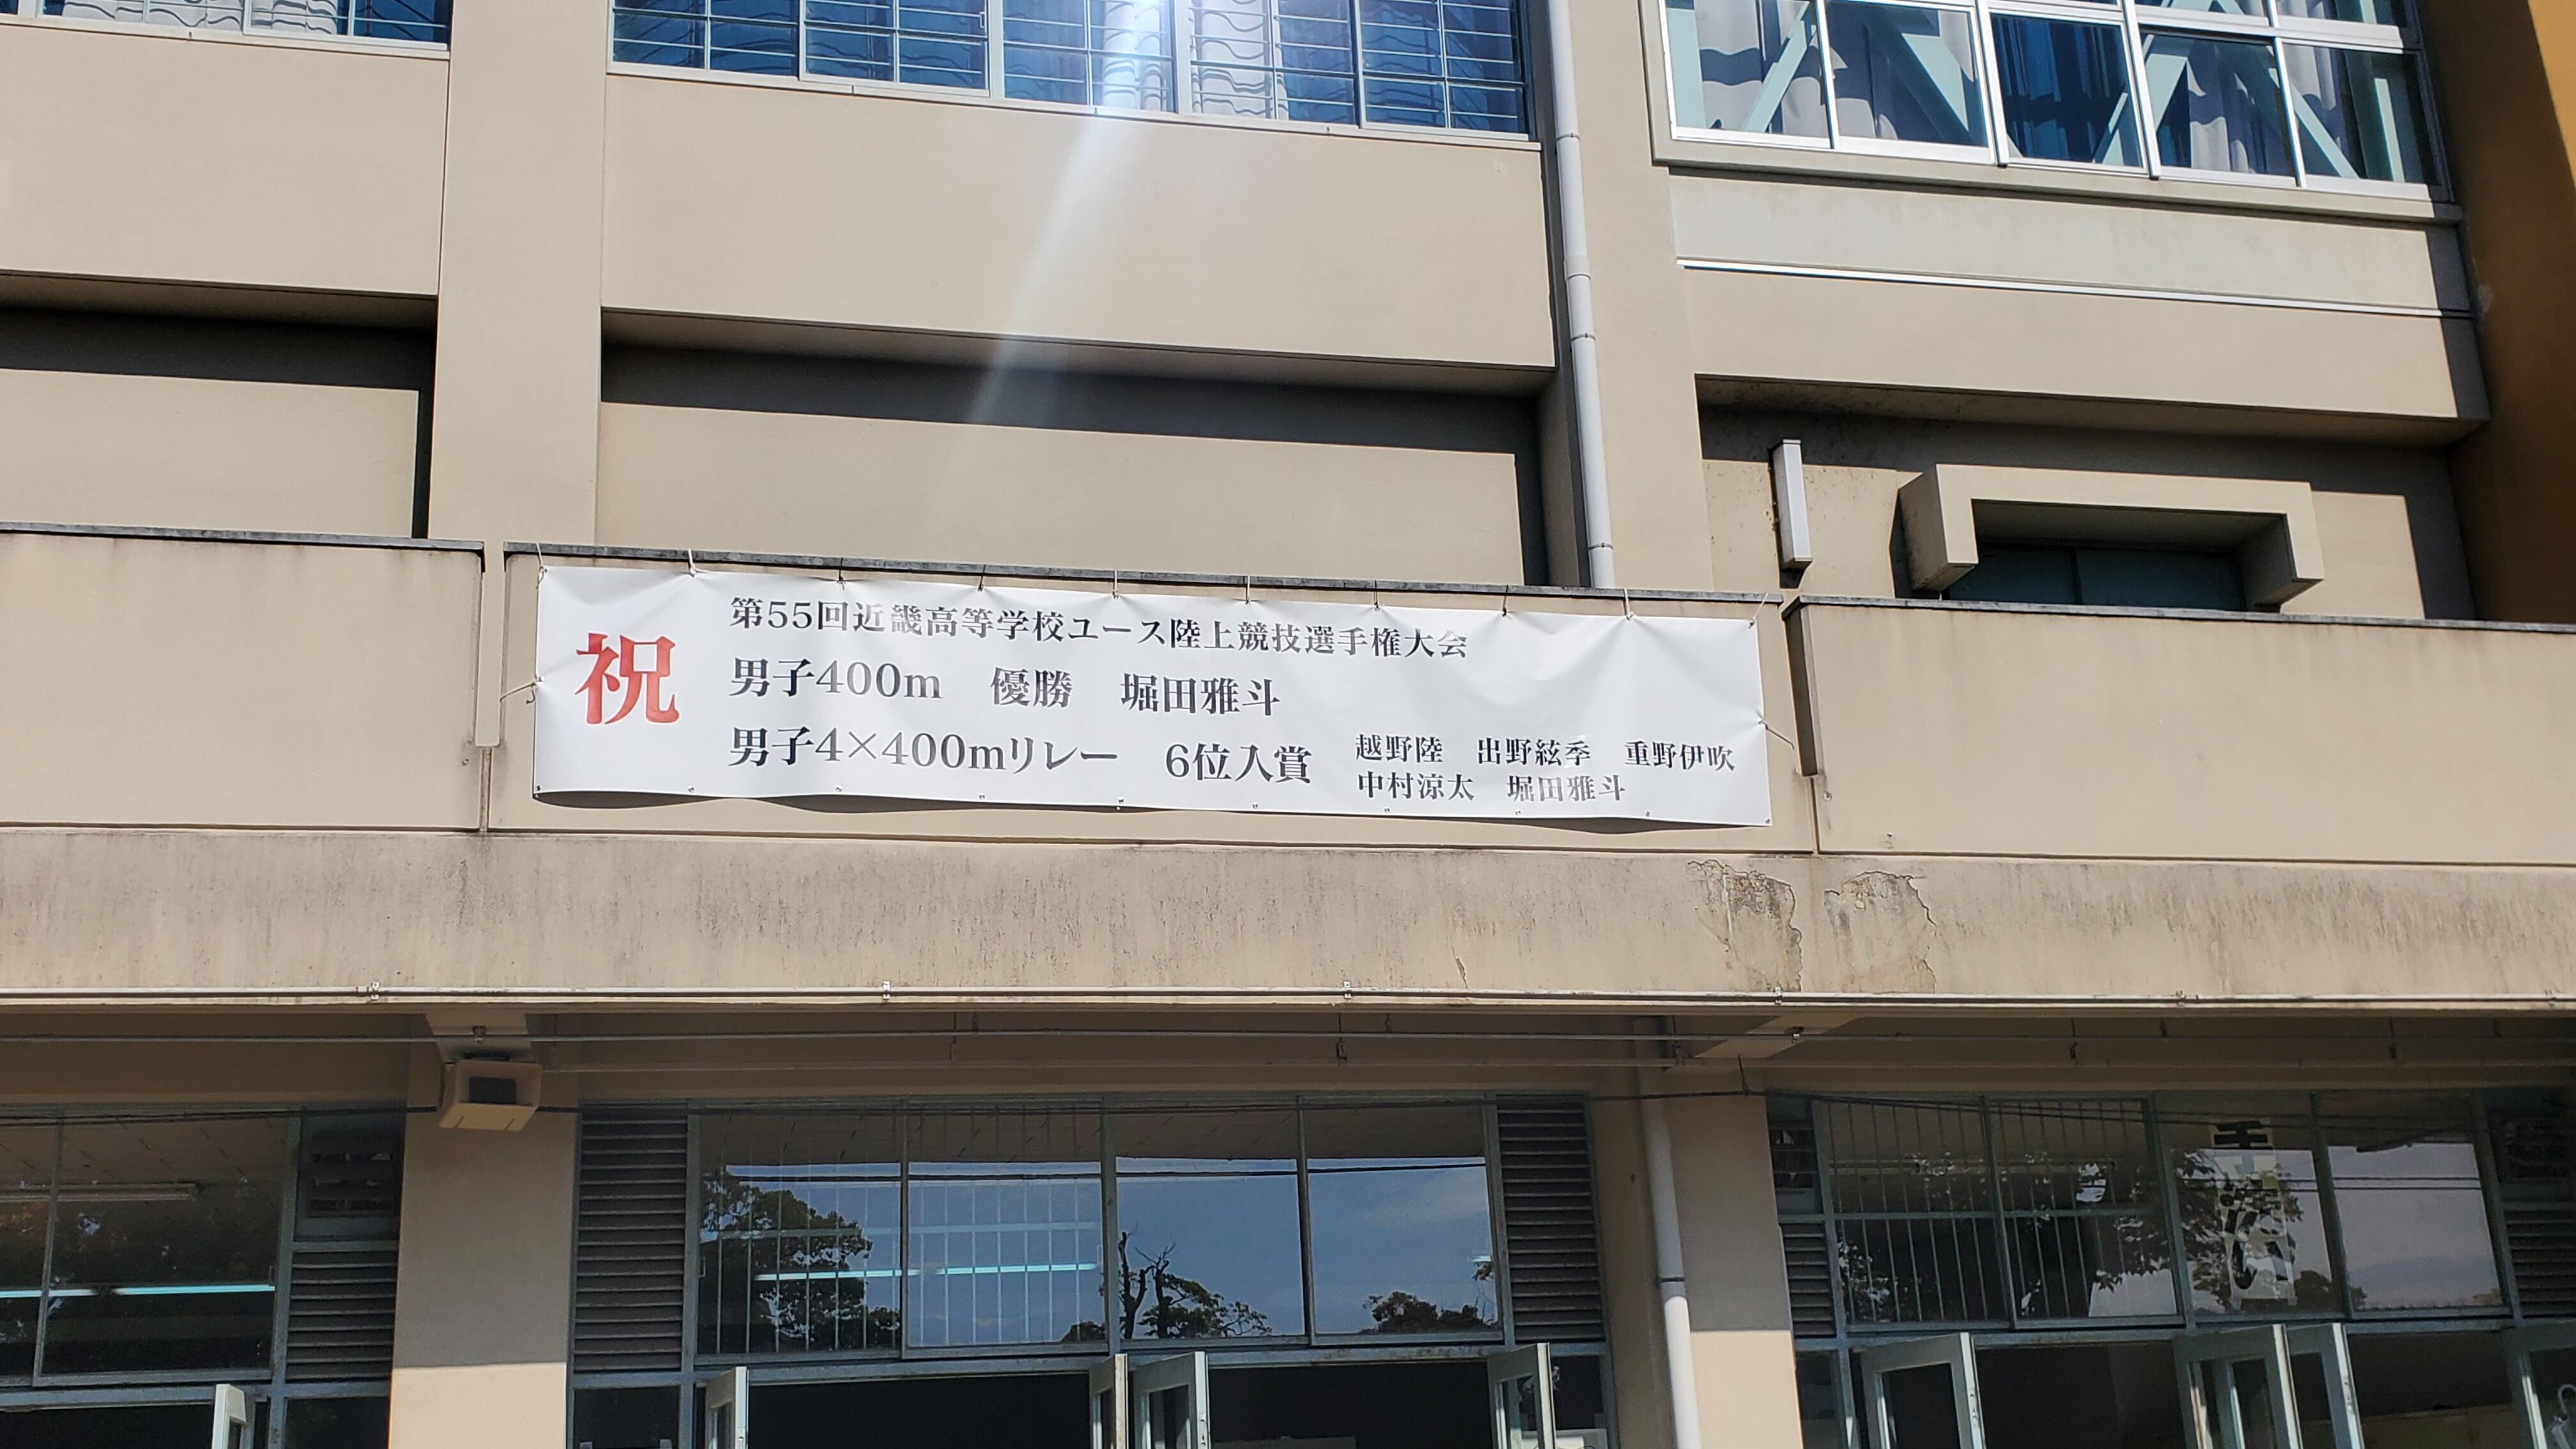 祝
第55回近畿高等学校ユース陸上競技選手権大会
男子400m 優勝 堀田雅斗
男子4×400mリレー 6位入賞 越野陸 出野絃季 重野伊吹
中村涼太 堀田雅斗